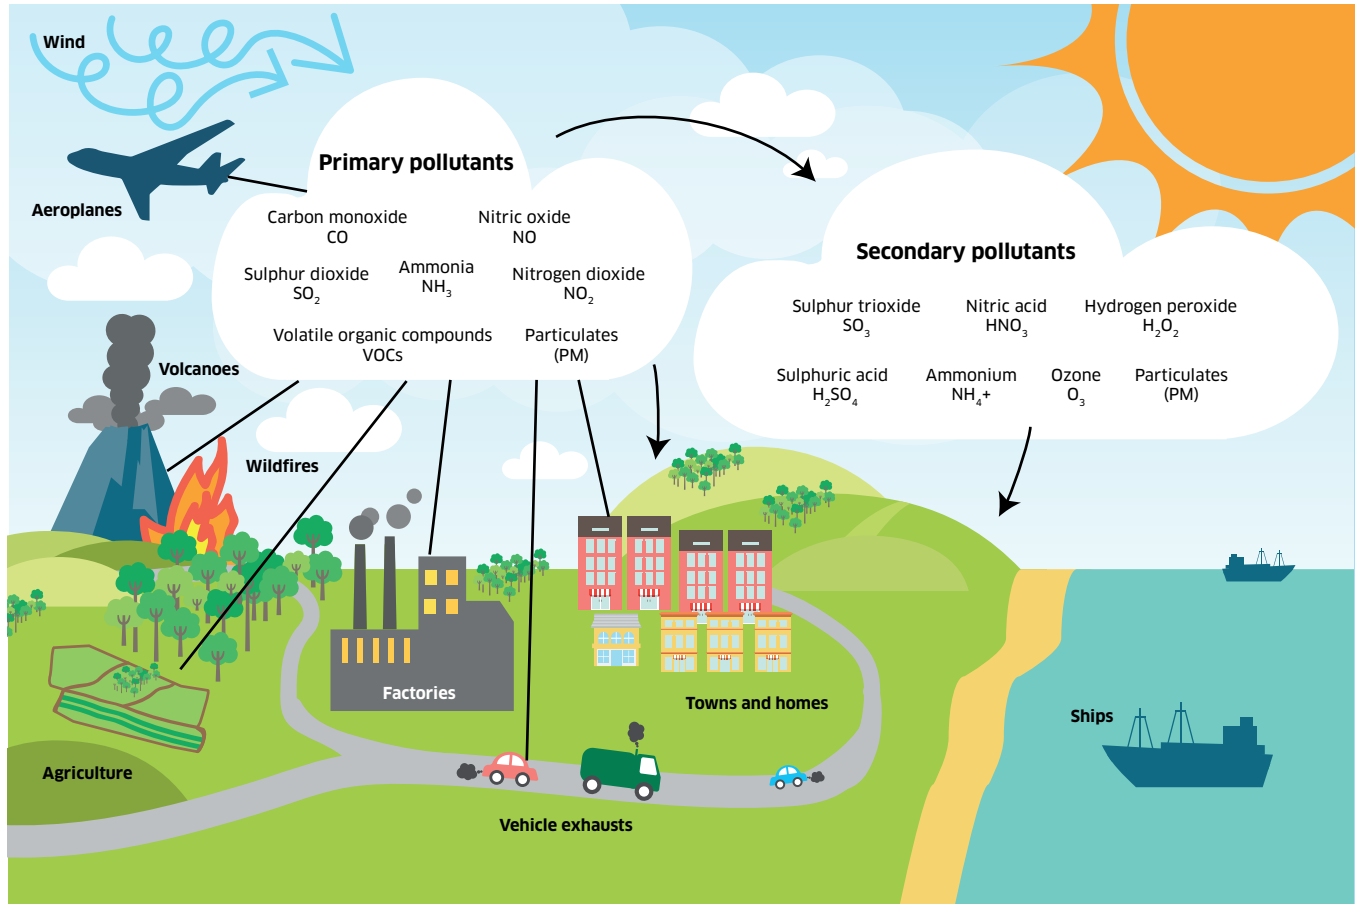 Wind
Aeroplanes
Primary pollutants
Carbon monoxide
CO
Nitric oxide
NO
Sulphur dioxide
SO₂
Ammonia
NH₃
Nitrogen dioxide
NO₂
Volatile organic compounds
VOCs
Particulates
(PM)
Secondary pollutants
Sulphur trioxide
SO₃
Nitric acid
HNO₃
Hydrogen peroxide
H₂O₂
Sulphuric acid
H₂SO₄
Ammonium
NH₄+
Ozone
O₃
Particulates
(PM)
Volcanoes
Wildfires
Factories
Towns and homes
Ships
Agriculture
Vehicle exhausts